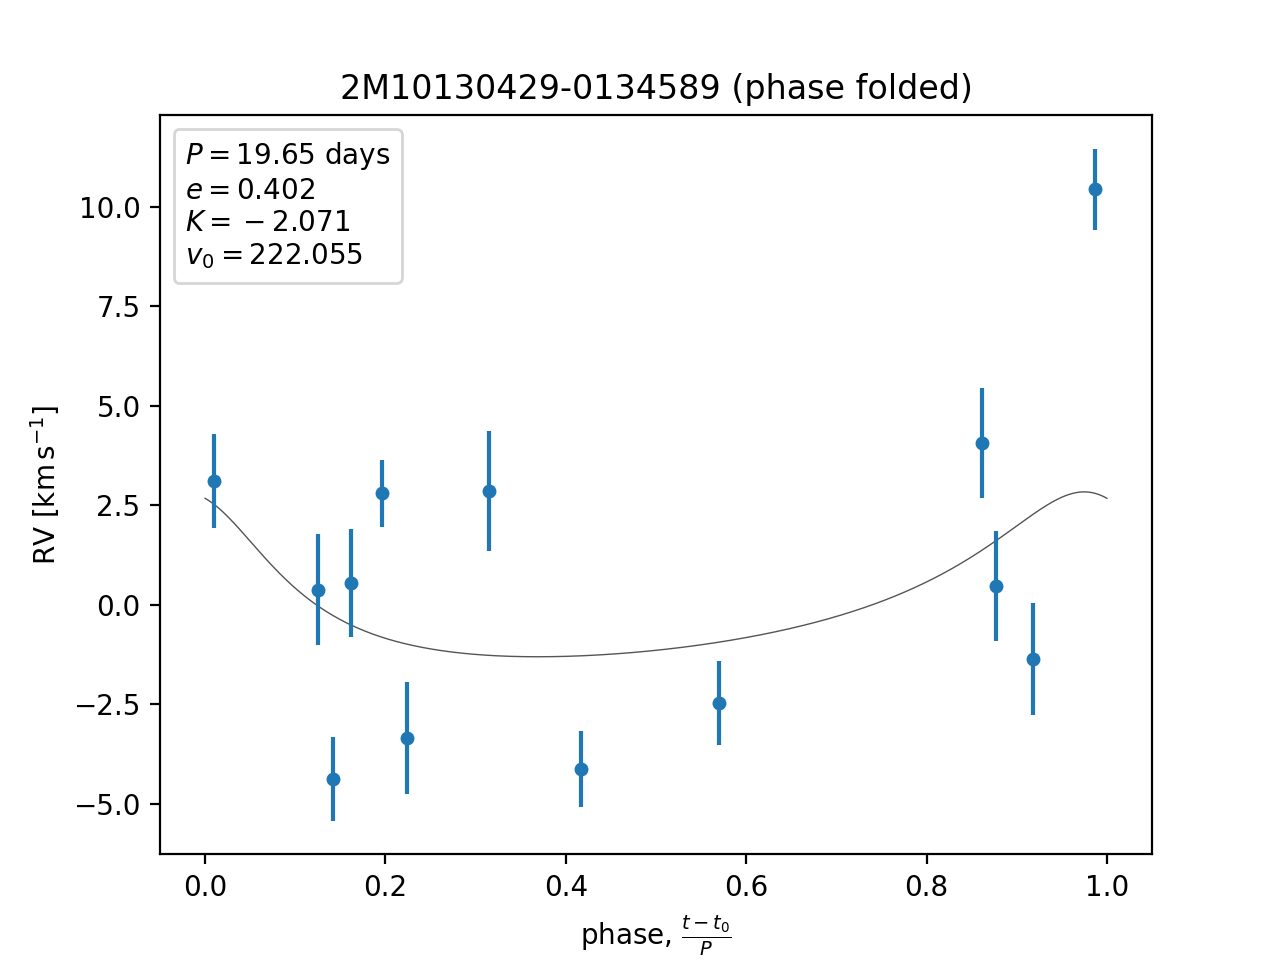 2M10130429-0134589 (phase folded)
P = 19.65 days
e = 0.402
K = −2.071
v₀ = 222.055
10.0
7.5
5.0
2.5
0.0
−2.5
−5.0
RV [km s⁻¹]
0.0 0.2 0.4 0.6 0.8 1.0
phase, (t − t₀)/P